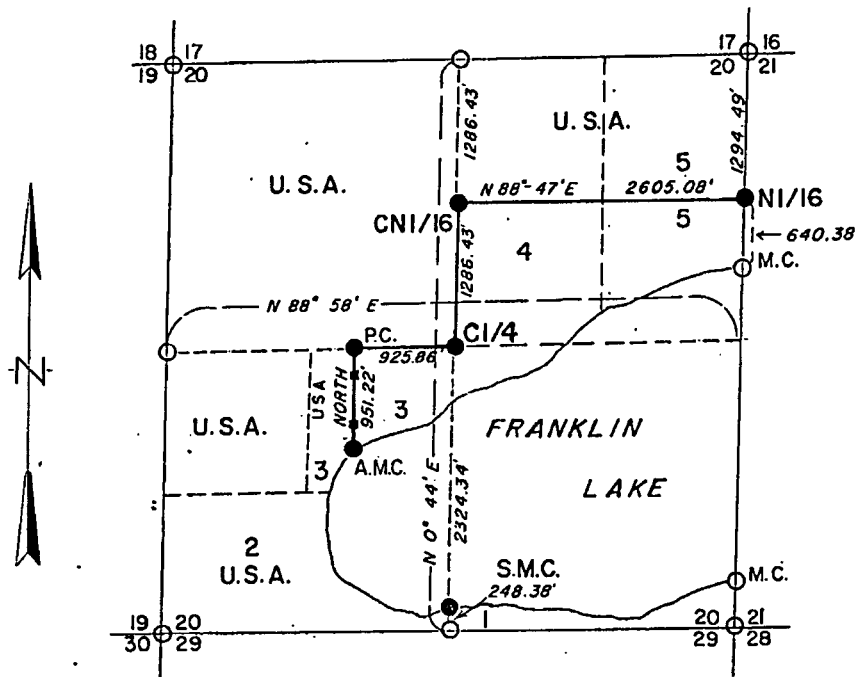 18 17
19 20
17 16
20 21
1286.43'
U.S.A.
1294.49'
5
U.S.A.
N 88°-47'E 2605.08'
N1/16
CN1/16
5
640.38
4
M.C.
1286.43'
N 88° 58' E
P.C.
C1/4
925.86'
N
USA
NORTH
951.22'
3
U.S.A.
FRANKLIN
A.M.C.
3
LAKE
N 0° 44' E
2324.34'
2
U.S.A.
S.M.C.
248.38'
M.C.
19 20
30 29
20 21
29 28